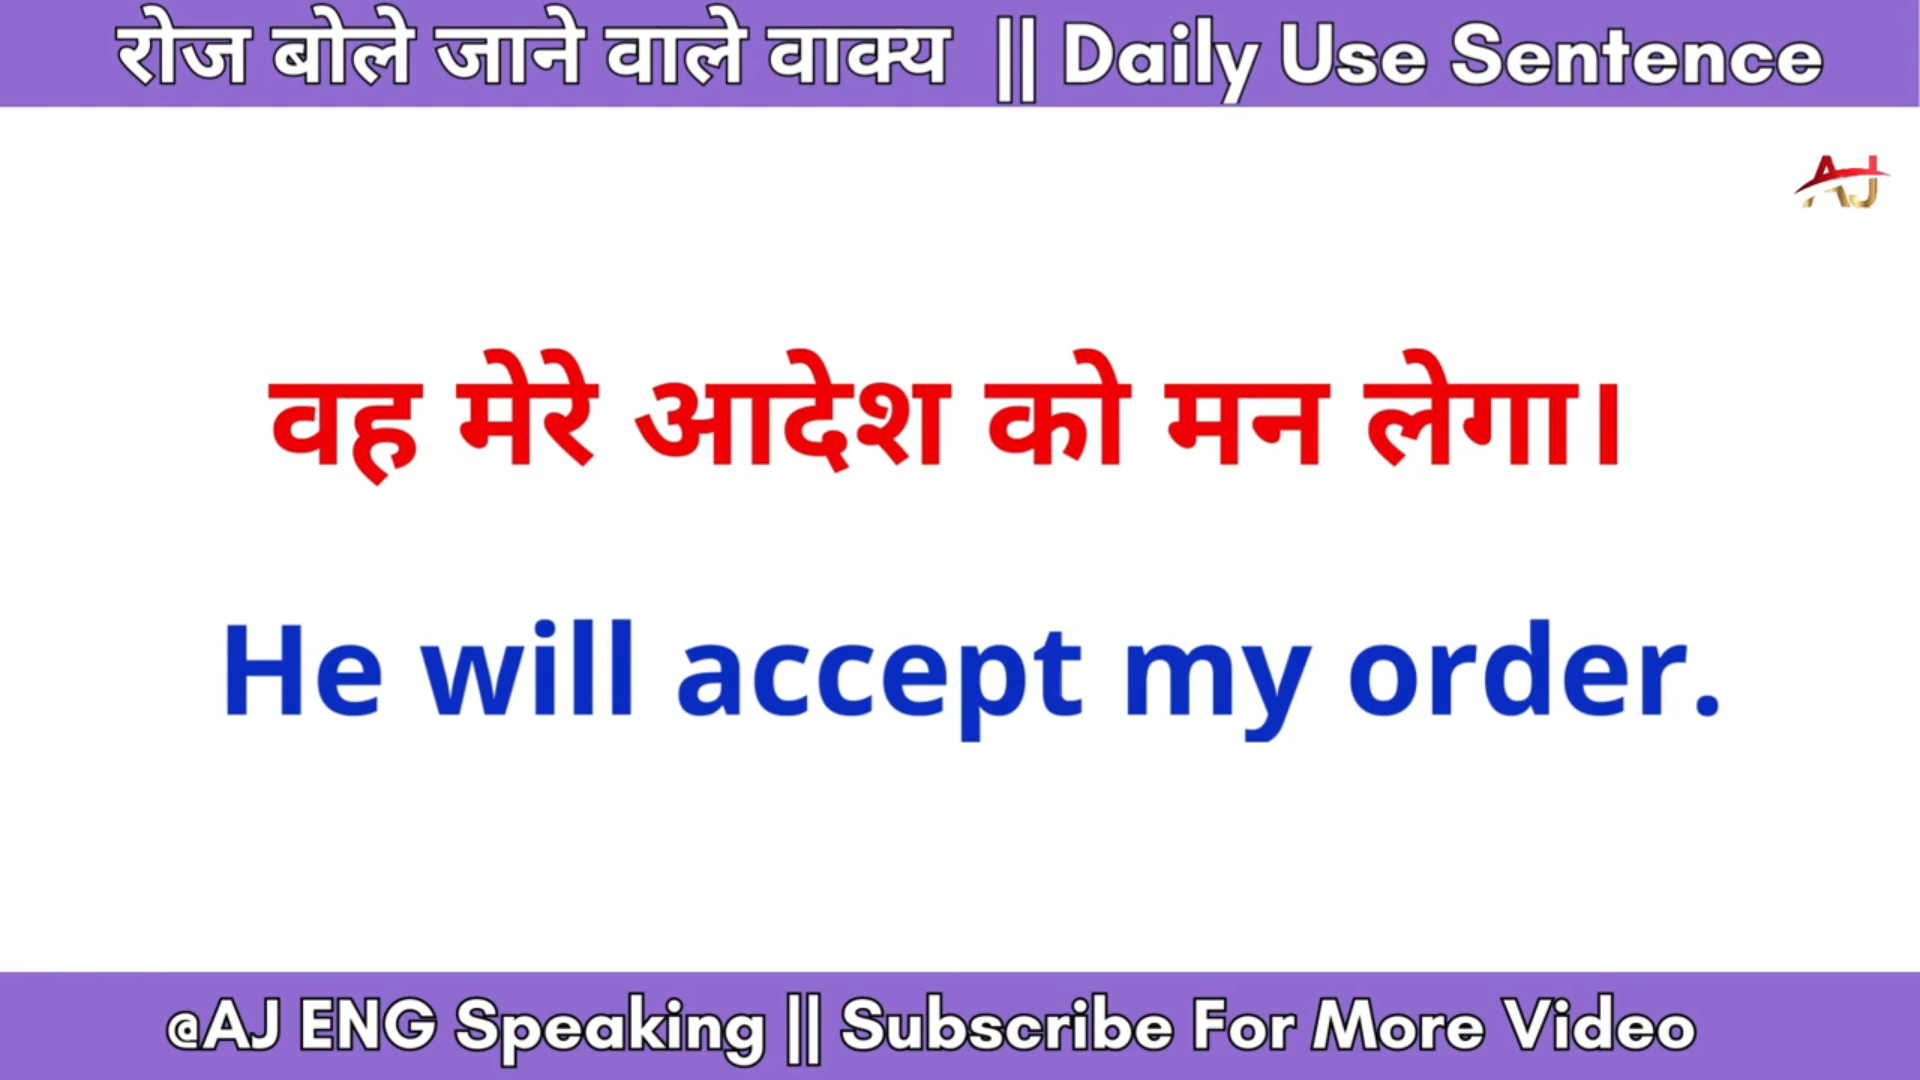 रोज बोले जाने वाले वाक्य || Daily Use Sentence
AJ
वह मेरे आदेश को मन लेगा।
He will accept my order.
@AJ ENG Speaking || Subscribe For More Video